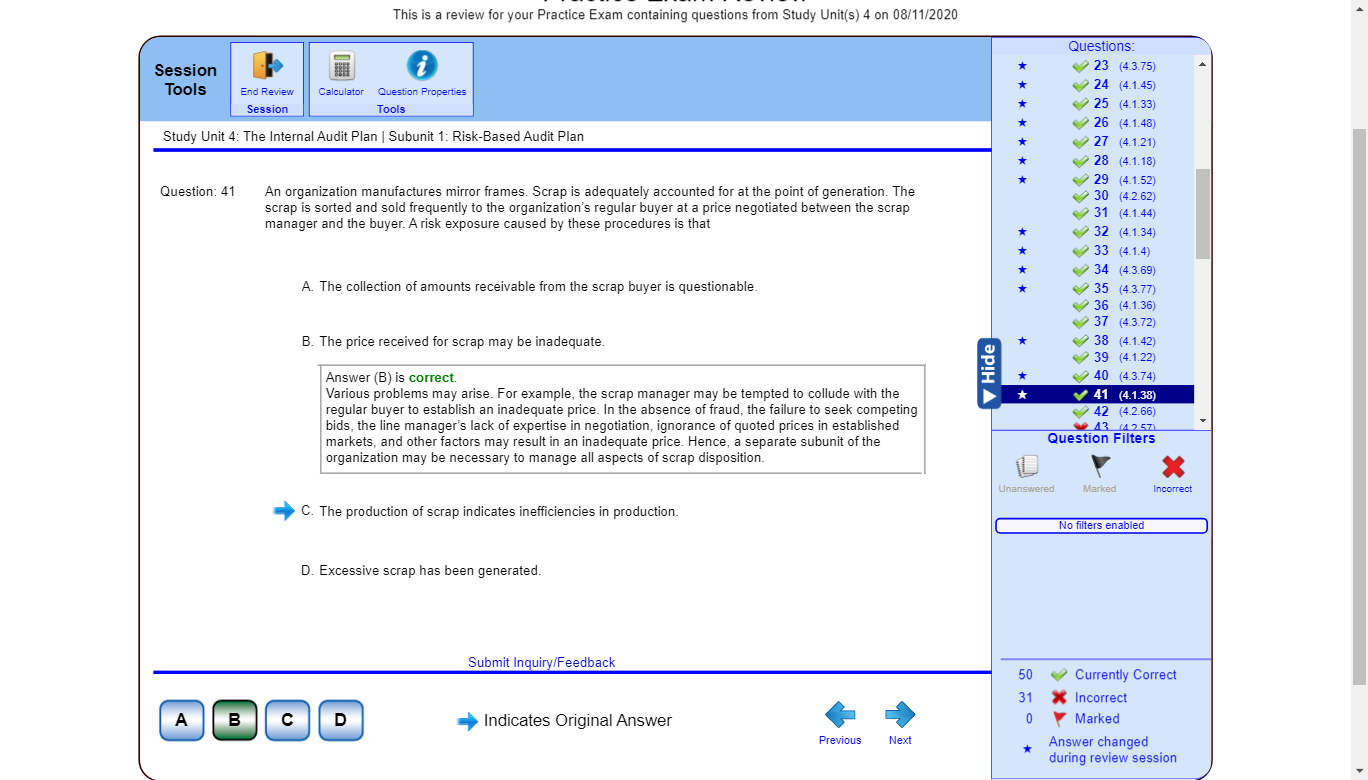 This is a review for your Practice Exam containing questions from Study Unit(s) 4 on 08/11/2020
Session
Tools
End Review
Session
Calculator
Question Properties
Tools
Study Unit 4: The Internal Audit Plan | Subunit 1: Risk-Based Audit Plan
Question: 41
An organization manufactures mirror frames. Scrap is adequately accounted for at the point of generation. The
scrap is sorted and sold frequently to the organization's regular buyer at a price negotiated between the scrap
manager and the buyer. A risk exposure caused by these procedures is that
A. The collection of amounts receivable from the scrap buyer is questionable.
B. The price received for scrap may be inadequate.
Answer (B) is correct.
Various problems may arise. For example, the scrap manager may be tempted to collude with the
regular buyer to establish an inadequate price. In the absence of fraud, the failure to seek competing
bids, the line manager's lack of expertise in negotiation, ignorance of quoted prices in established
markets, and other factors may result in an inadequate price. Hence, a separate subunit of the
organization may be necessary to manage all aspects of scrap disposition.
C. The production of scrap indicates inefficiencies in production.
D. Excessive scrap has been generated.
Submit Inquiry/Feedback
A
B
C
D
Indicates Original Answer
Previous
Next
Questions:
23 (4.3.75)
24 (4.1.45)
25 (4.1.33)
26 (4.1.48)
27 (4.1.21)
28 (4.1.18)
29 (4.1.52)
30 (4.2.62)
31 (4.1.44)
32 (4.1.34)
33 (4.1.4)
34 (4.3.69)
35 (4.3.77)
36 (4.1.36)
37 (4.3.72)
38 (4.1.42)
39 (4.1.22)
40 (4.3.74)
41 (4.1.38)
42 (4.2.66)
43 (4.2.57)
Hide
Question Filters
Unanswered
Marked
Incorrect
No filters enabled
50 Currently Correct
31 Incorrect
0 Marked
Answer changed
during review session